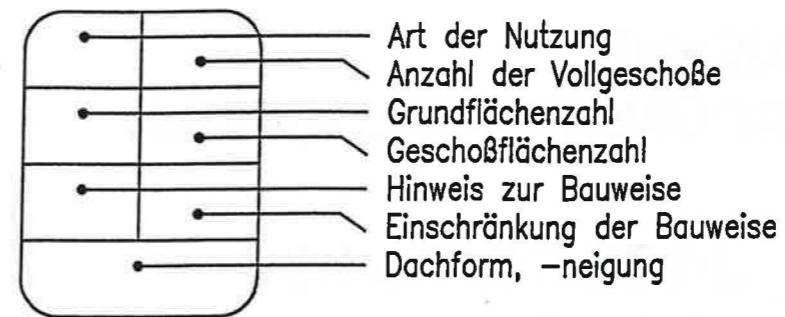 Art der Nutzung
Anzahl der Vollgeschoße
Grundflächenzahl
Geschoßflächenzahl
Hinweis zur Bauweise
Einschränkung der Bauweise
Dachform, –neigung